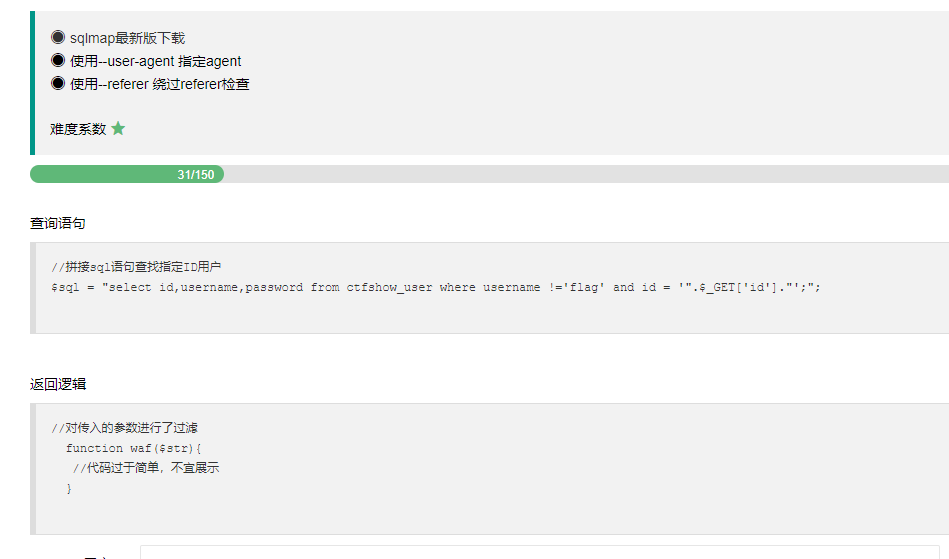 sqlmap最新版下载
使用--user-agent 指定agent
使用--referer 绕过referer检查
难度系数
31/150
查询语句
//拼接sql语句查找指定ID用户
$sql = "select id,username,password from ctfshow_user where username !='flag' and id = '".$_GET['id']."';";
返回逻辑
//对传入的参数进行了过滤
function waf($str){
//代码过于简单，不宜展示
}